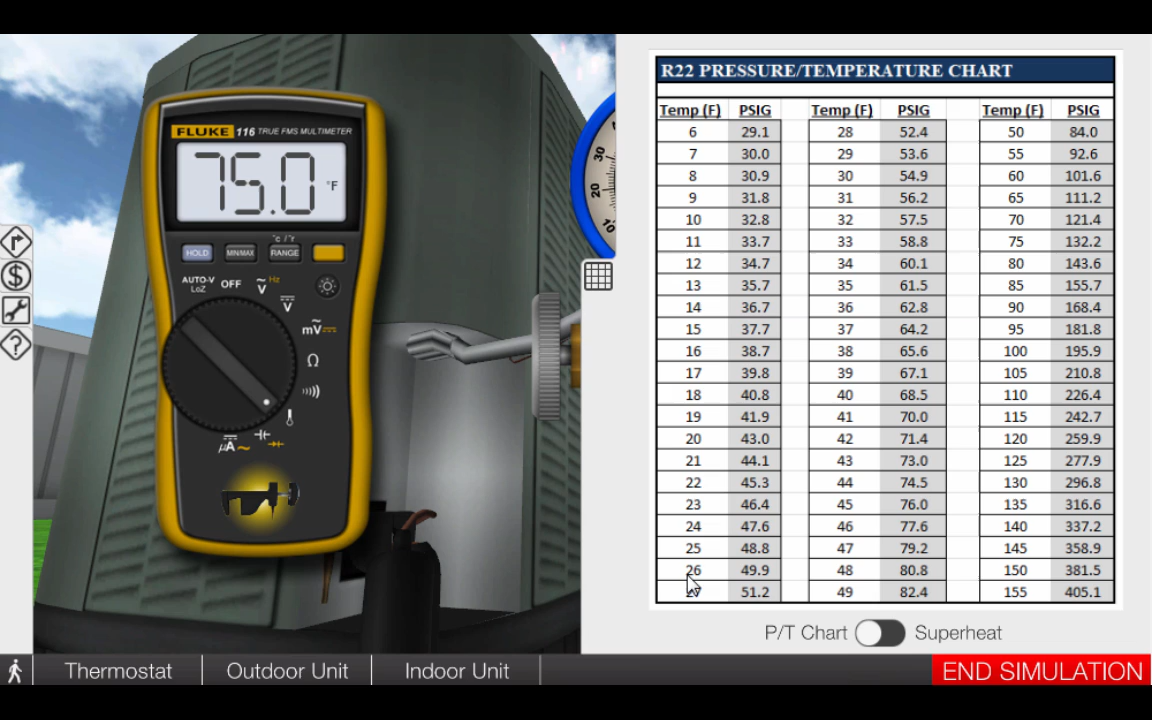 FLUKE 116 TRUE FMS MULTIMETER
75.0 °F
°C / °F
HOLD MIN/MAX RANGE
AUTO-V LoZ OFF V Hz
V
mV
Ω
μA
30
20
10
$
?
R22 PRESSURE/TEMPERATURE CHART
Temp (F) PSIG Temp (F) PSIG Temp (F) PSIG
6 29.1 28 52.4 50 84.0
7 30.0 29 53.6 55 92.6
8 30.9 30 54.9 60 101.6
9 31.8 31 56.2 65 111.2
10 32.8 32 57.5 70 121.4
11 33.7 33 58.8 75 132.2
12 34.7 34 60.1 80 143.6
13 35.7 35 61.5 85 155.7
14 36.7 36 62.8 90 168.4
15 37.7 37 64.2 95 181.8
16 38.7 38 65.6 100 195.9
17 39.8 39 67.1 105 210.8
18 40.8 40 68.5 110 226.4
19 41.9 41 70.0 115 242.7
20 43.0 42 71.4 120 259.9
21 44.1 43 73.0 125 277.9
22 45.3 44 74.5 130 296.8
23 46.4 45 76.0 135 316.6
24 47.6 46 77.6 140 337.2
25 48.8 47 79.2 145 358.9
26 49.9 48 80.8 150 381.5
27 51.2 49 82.4 155 405.1
P/T Chart Superheat
Thermostat Outdoor Unit Indoor Unit END SIMULATION